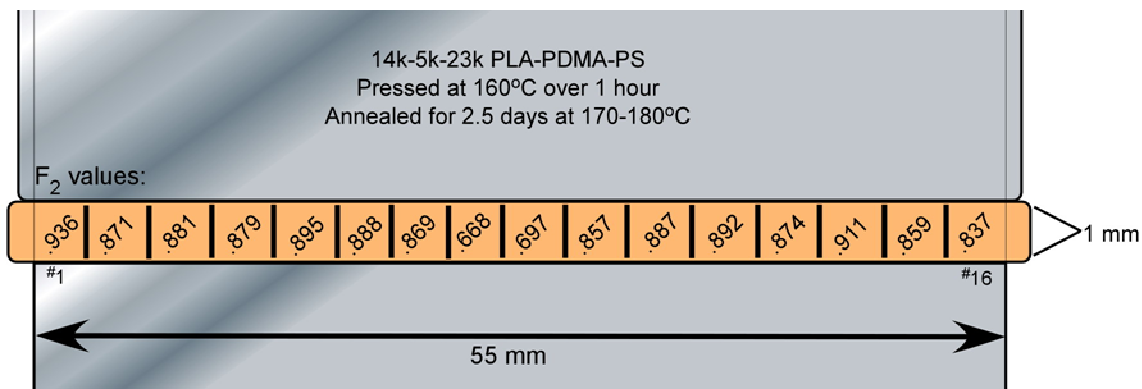 14k-5k-23k PLA-PDMA-PS
Pressed at 160ºC over 1 hour
Annealed for 2.5 days at 170-180ºC
F2 values:
.936 .871 .881 .879 .895 .888 .869 .668 .697 .857 .887 .892 .874 .911 .859 .837
1 mm
#1 #16
55 mm